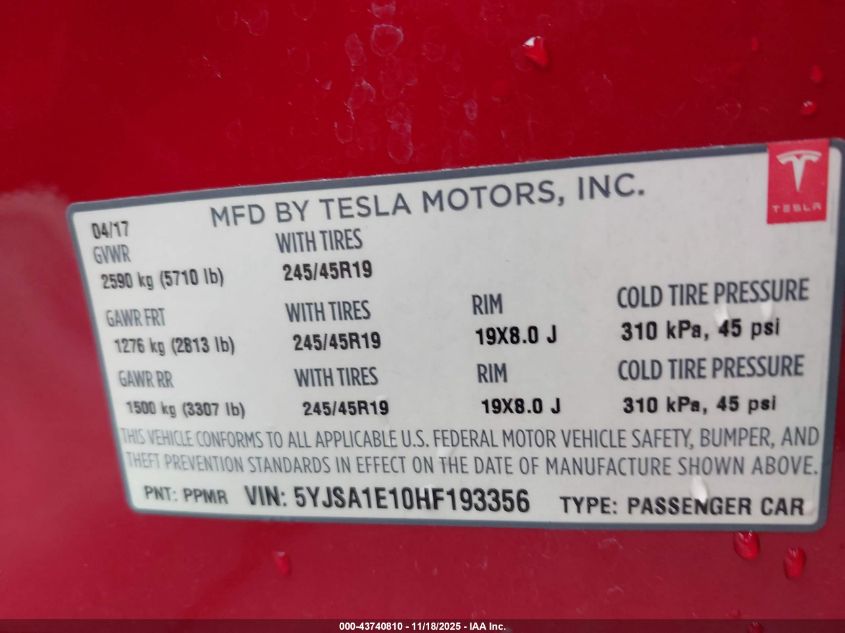 TESLA
MFD BY TESLA MOTORS, INC.
04/17
GVWR WITH TIRES
2590 kg (5710 lb) 245/45R19
GAWR FRT WITH TIRES RIM COLD TIRE PRESSURE
1276 kg (2813 lb) 245/45R19 19X8.0 J 310 kPa, 45 psi
GAWR RR WITH TIRES RIM COLD TIRE PRESSURE
1500 kg (3307 lb) 245/45R19 19X8.0 J 310 kPa, 45 psi
THIS VEHICLE CONFORMS TO ALL APPLICABLE U.S. FEDERAL MOTOR VEHICLE SAFETY, BUMPER, AND
THEFT PREVENTION STANDARDS IN EFFECT ON THE DATE OF MANUFACTURE SHOWN ABOVE.
PNT: PPMR VIN: 5YJSA1E10HF193356 TYPE: PASSENGER CAR
000-43740810 - 11/18/2025 - IAA Inc.